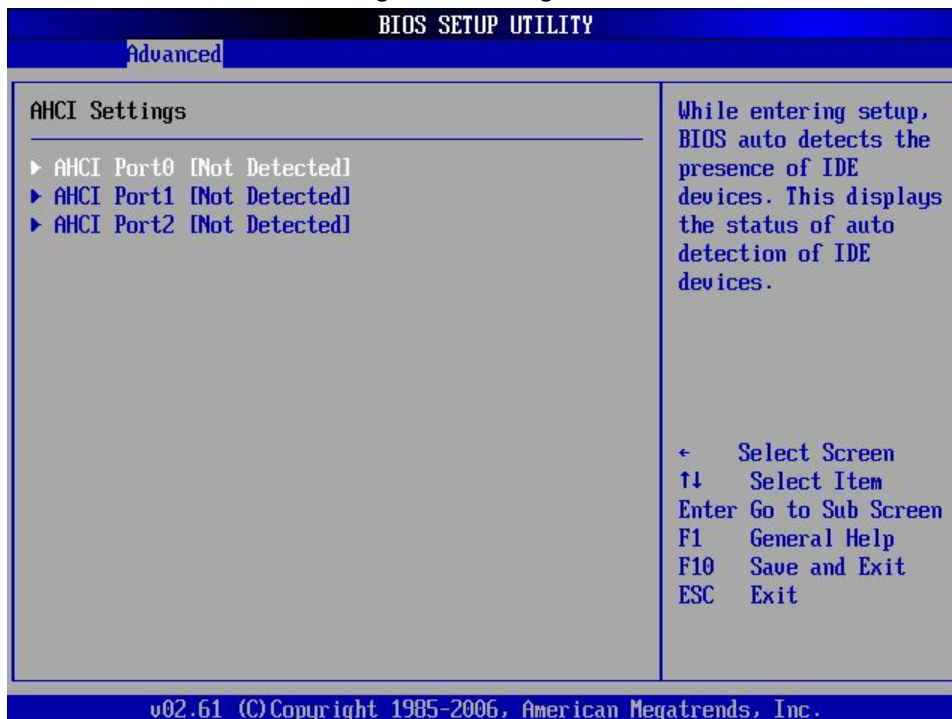 BIOS SETUP UTILITY
Advanced
AHCI Settings
▶ AHCI Port0 [Not Detected]
▶ AHCI Port1 [Not Detected]
▶ AHCI Port2 [Not Detected]
While entering setup,
BIOS auto detects the
presence of IDE
devices. This displays
the status of auto
detection of IDE
devices.
← Select Screen
↑↓ Select Item
Enter Go to Sub Screen
F1 General Help
F10 Save and Exit
ESC Exit
v02.61 (C)Copyright 1985-2006, American Megatrends, Inc.